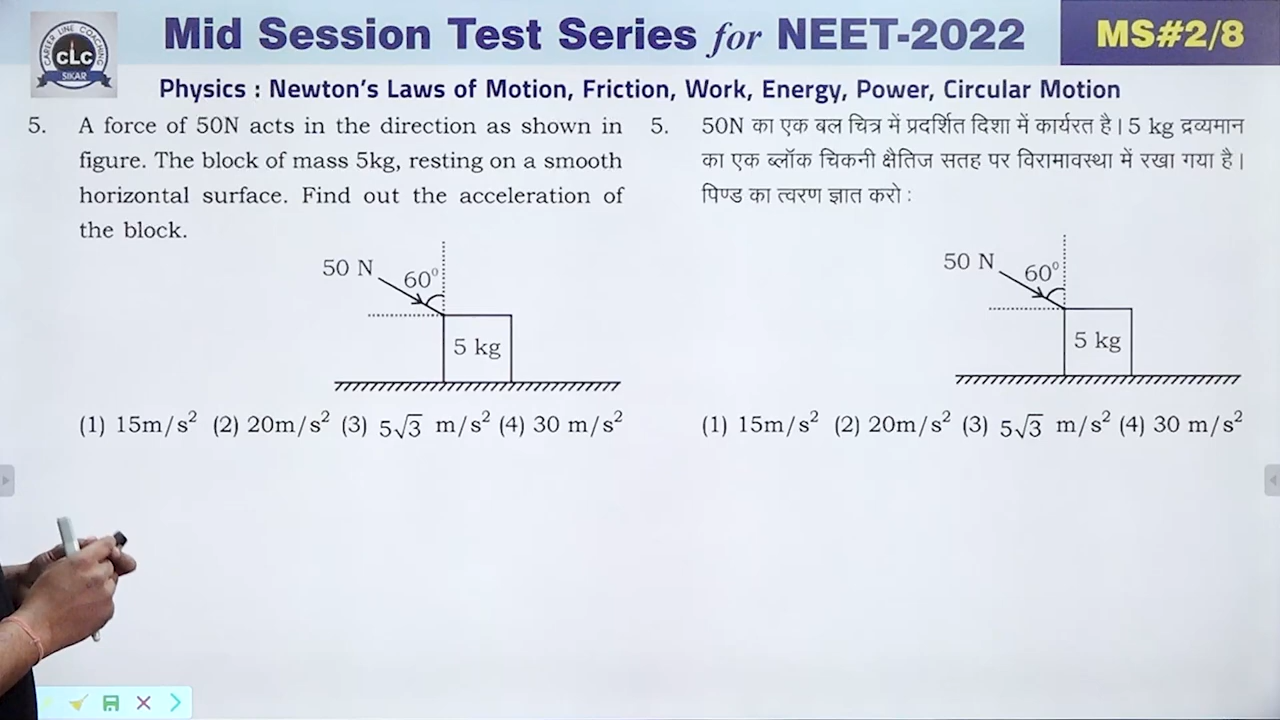 CAREER LINE COACHING
CLC
SIKAR
Mid Session Test Series for NEET-2022
MS#2/8
Physics : Newton's Laws of Motion, Friction, Work, Energy, Power, Circular Motion
5. A force of 50N acts in the direction as shown in
figure. The block of mass 5kg, resting on a smooth
horizontal surface. Find out the acceleration of
the block.
50 N
60°
5 kg
(1) 15m/s² (2) 20m/s² (3) 5√3 m/s² (4) 30 m/s²
5. 50N का एक बल चित्र में प्रदर्शित दिशा में कार्यरत है। 5 kg द्रव्यमान
का एक ब्लॉक चिकनी क्षैतिज सतह पर विरामावस्था में रखा गया है।
पिण्ड का त्वरण ज्ञात करो :
50 N
60°
5 kg
(1) 15m/s² (2) 20m/s² (3) 5√3 m/s² (4) 30 m/s²